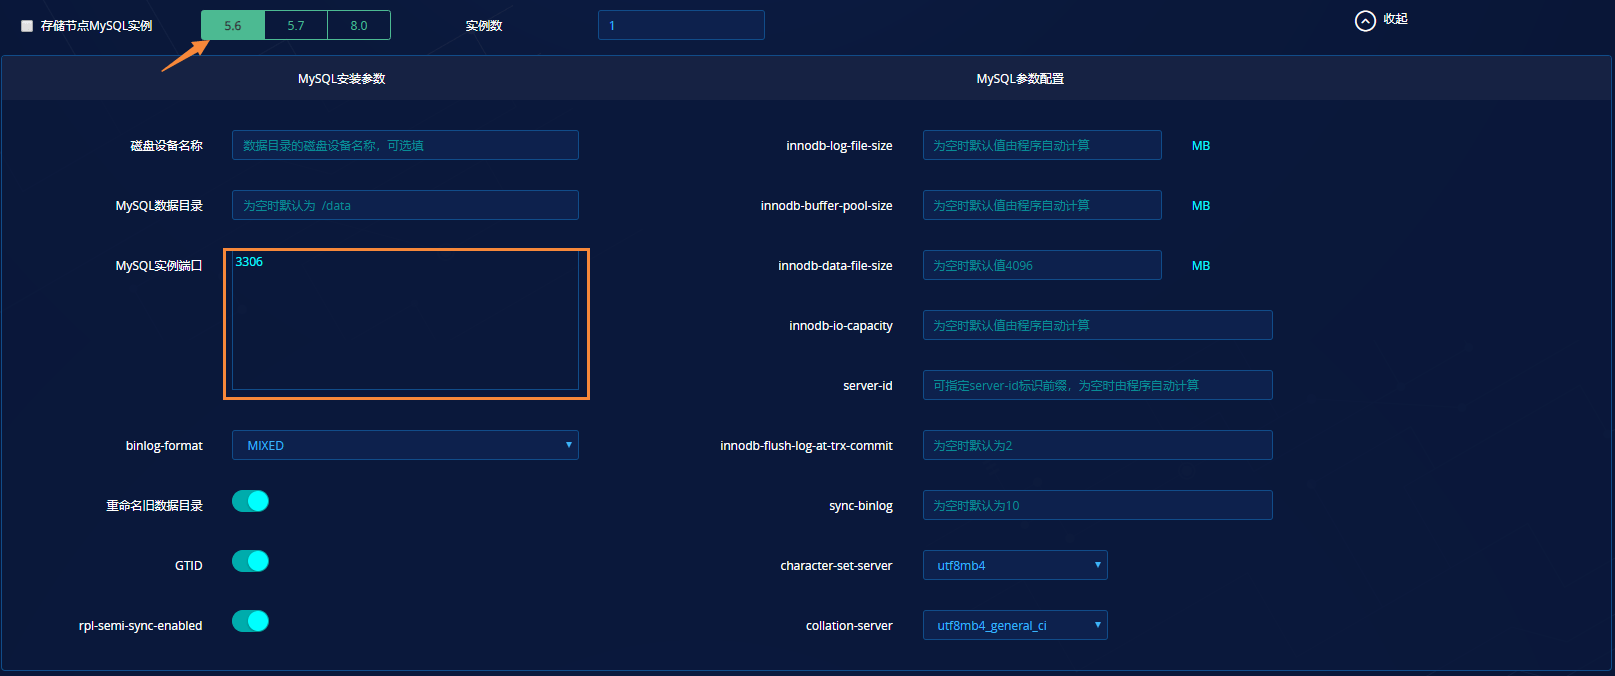 存储节点MySQL实例 5.6 5.7 8.0 实例数 1 收起
MySQL安装参数 MySQL参数配置
磁盘设备名称 数据目录的磁盘设备名称，可选填 innodb-log-file-size 为空时默认值由程序自动计算 MB
MySQL数据目录 为空时默认为 /data innodb-buffer-pool-size 为空时默认值由程序自动计算 MB
MySQL实例端口 3306 innodb-data-file-size 为空时默认值4096 MB
innodb-io-capacity 为空时默认值由程序自动计算
server-id 可指定server-id标识前缀，为空时由程序自动计算
binlog-format MIXED innodb-flush-log-at-trx-commit 为空时默认为2
重命名旧数据目录 sync-binlog 为空时默认为10
GTID character-set-server utf8mb4
rpl-semi-sync-enabled collation-server utf8mb4_general_ci